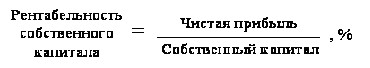 Рентабельность
собственного
капитала
=
Чистая прибыль
Собственный капитал
, %